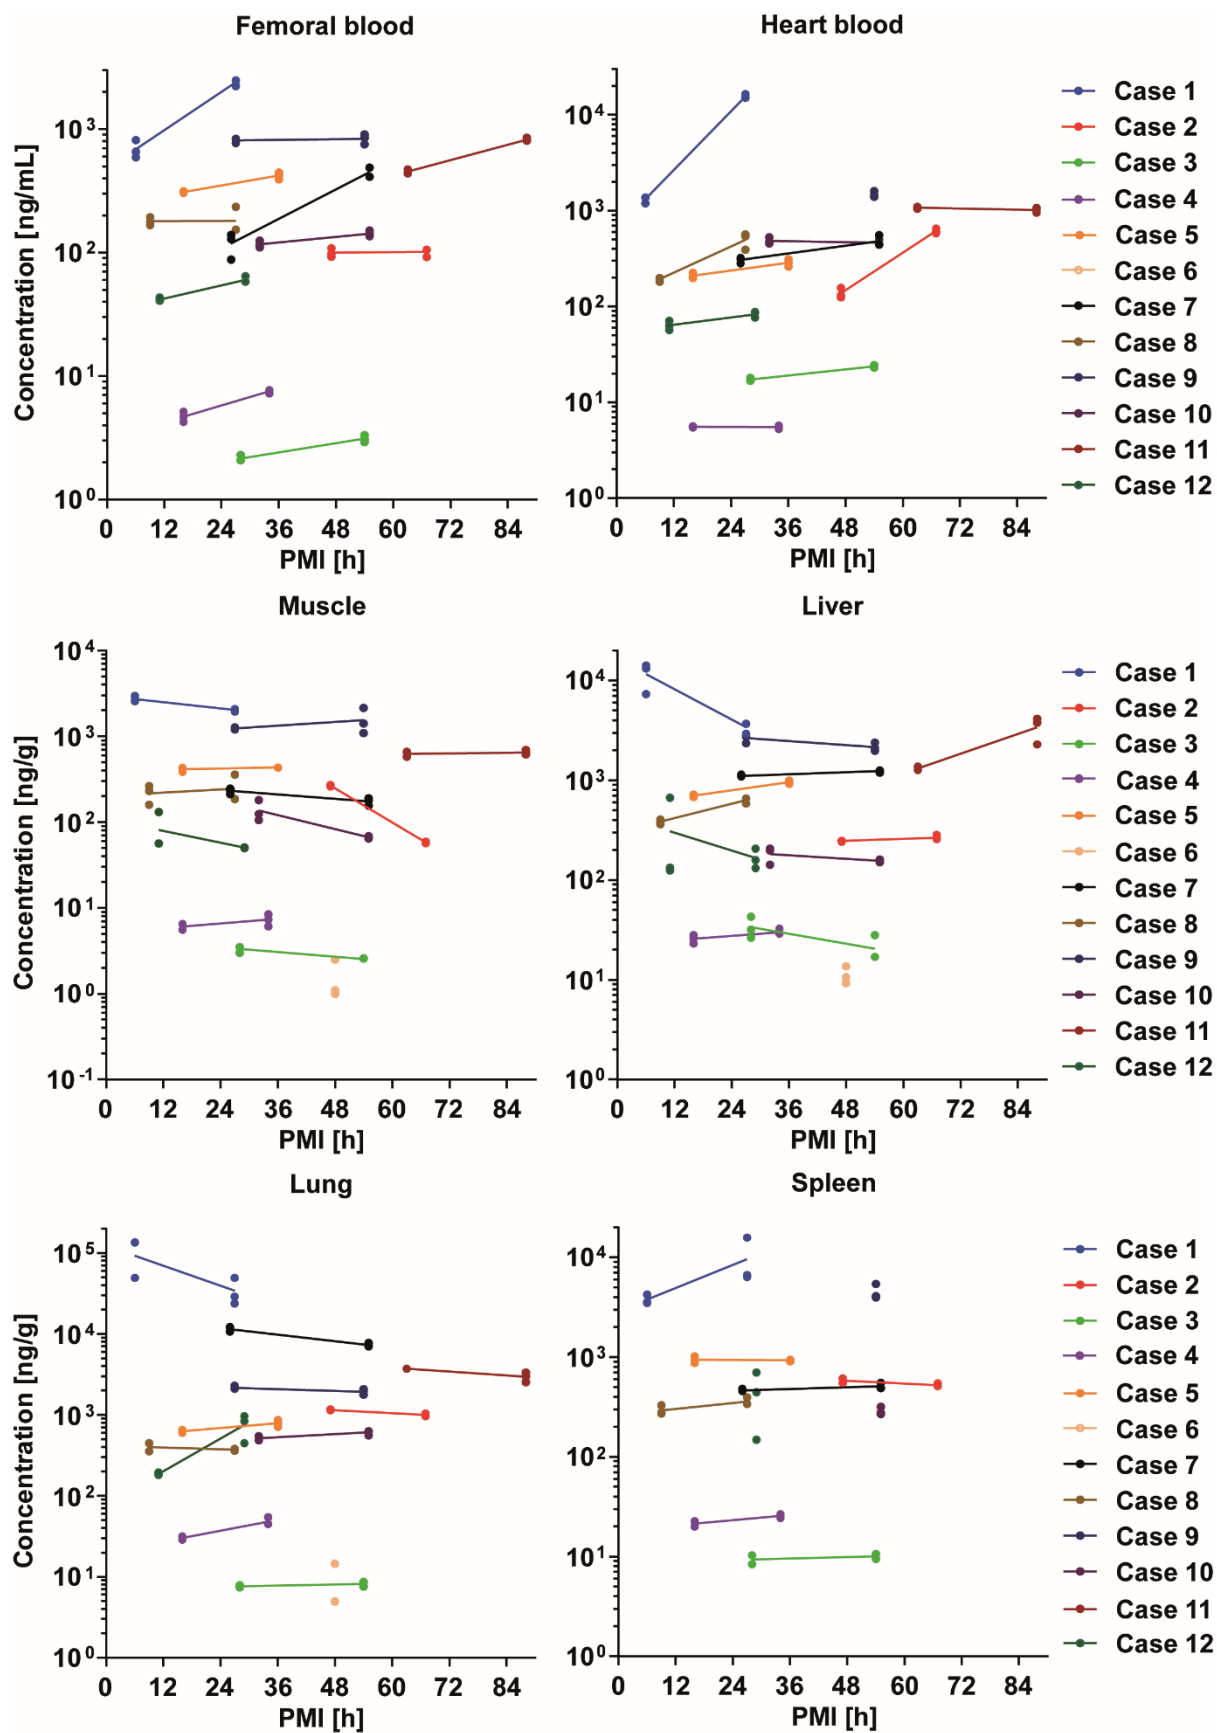 Femoral blood
Heart blood
Concentration [ng/mL]
10³
10²
10¹
10⁰
0 12 24 36 48 60 72 84
PMI [h]
10⁴
10³
10²
10¹
10⁰
0 12 24 36 48 60 72 84
PMI [h]
Case 1
Case 2
Case 3
Case 4
Case 5
Case 6
Case 7
Case 8
Case 9
Case 10
Case 11
Case 12
Muscle
Liver
Concentration [ng/g]
10⁴
10³
10²
10¹
10⁰
10⁻¹
0 12 24 36 48 60 72 84
PMI [h]
10⁴
10³
10²
10¹
10⁰
0 12 24 36 48 60 72 84
PMI [h]
Case 1
Case 2
Case 3
Case 4
Case 5
Case 6
Case 7
Case 8
Case 9
Case 10
Case 11
Case 12
Lung
Spleen
Concentration [ng/g]
10⁵
10⁴
10³
10²
10¹
10⁰
0 12 24 36 48 60 72 84
PMI [h]
10⁴
10³
10²
10¹
10⁰
0 12 24 36 48 60 72 84
PMI [h]
Case 1
Case 2
Case 3
Case 4
Case 5
Case 6
Case 7
Case 8
Case 9
Case 10
Case 11
Case 12